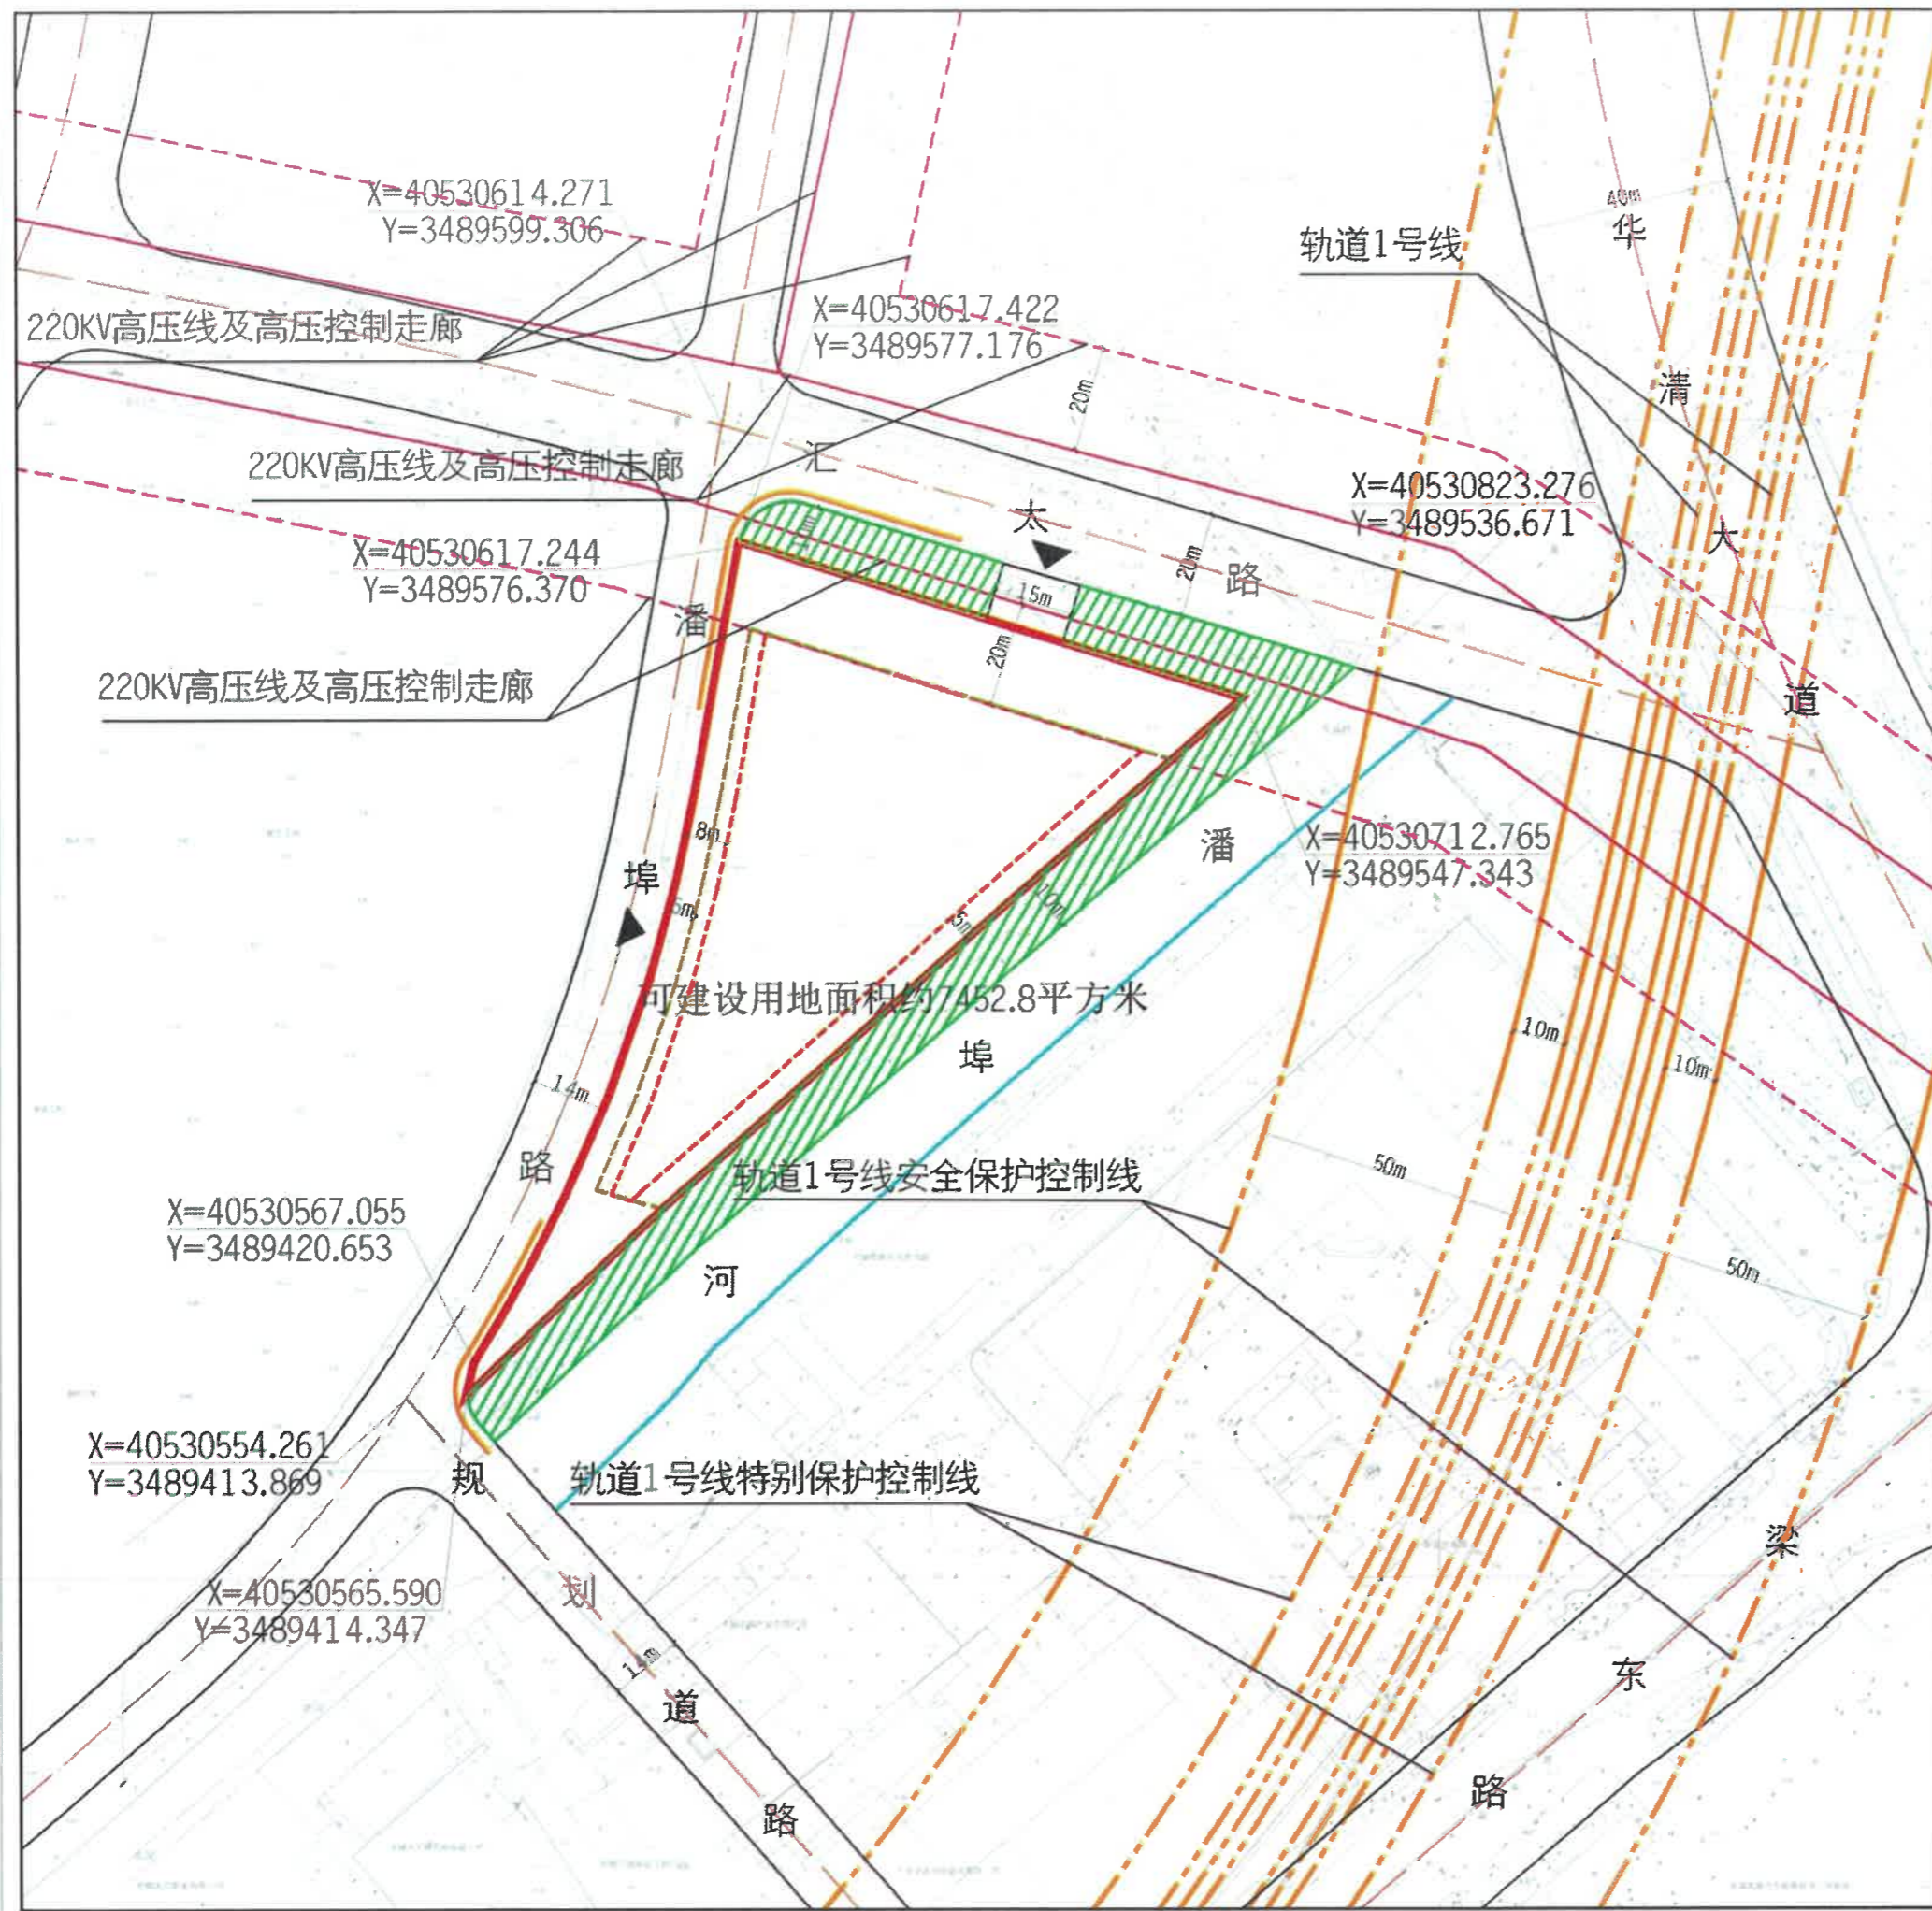 40m
华
X=40530614.271
Y=3489599.306
轨道1号线
220KV高压线及高压控制走廊
X=40530617.422
Y=3489577.176
清
20m
220KV高压线及高压控制走廊
汇
太
X=40530823.276
Y=3489536.671
大
X=40530617.244
Y=3489576.370
20m
路
15m
潘
20m
220KV高压线及高压控制走廊
道
8m
潘
X=40530712.765
Y=3489547.343
埠
6m
5m
10m
可建设用地面积约7452.8平方米
埠
10m
10m
14m
路
轨道1号线安全保护控制线
50m
X=40530567.055
Y=3489420.653
河
50m
X=40530554.261
Y=3489413.869
规
轨道1号线特别保护控制线
梁
X=40530565.590
Y=3489414.347
划
东
道
路
路